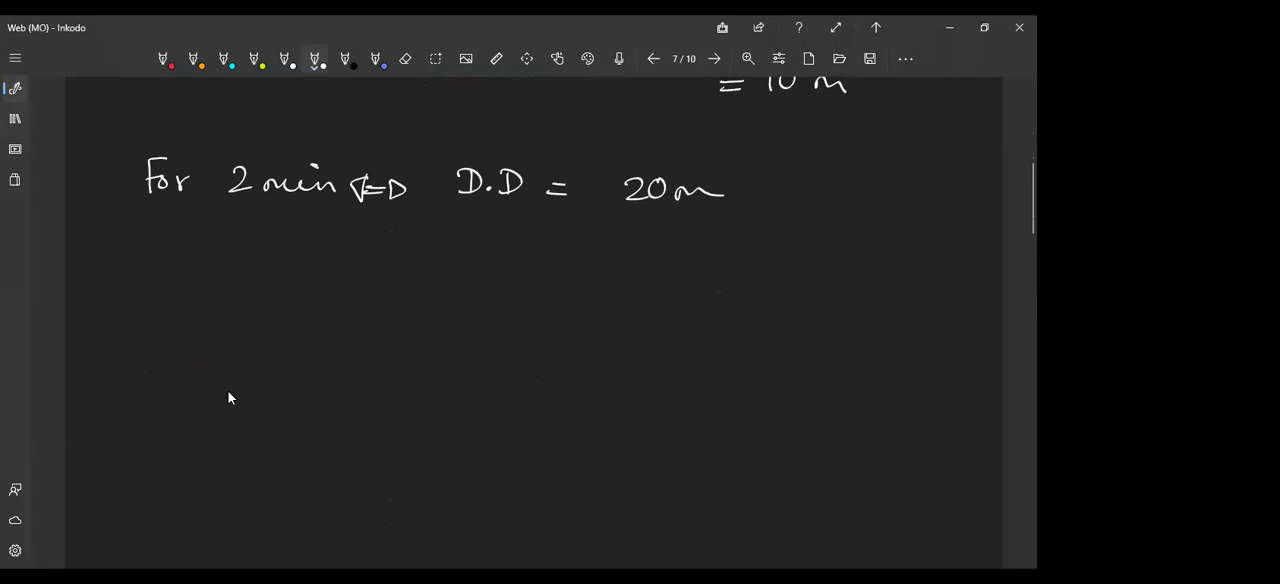 Web (MO) - Inkodo
7 / 10
= 10 m
For 2 min ⇔ D.D = 20 m